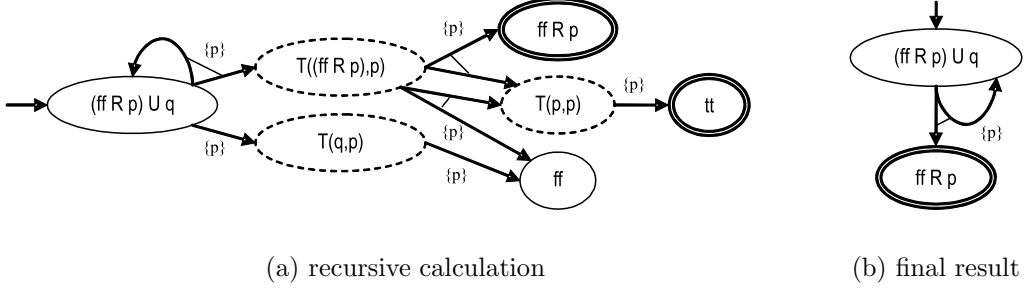 {p}
ff R p
(ff R p) U q
{p}
T((ff R p),p)
(ff R p) U q
{p}
T(p,p)
{p}
tt
{p}
T(q,p)
{p}
{p}
ff
{p}
ff R p
(a) recursive calculation
(b) final result